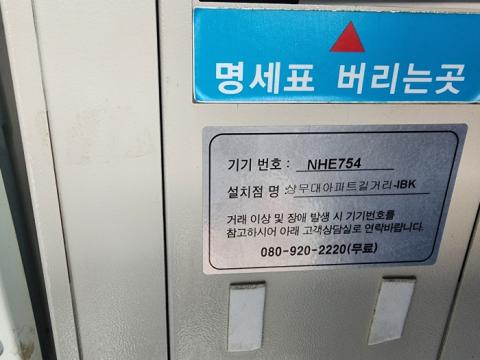 명세표 버리는곳
기기 번호 : NHE754
설치점 명 : 상무대아파트길거리-IBK
거래 이상 및 장애 발생 시 기기번호를
참고하시어 아래 고객상담실로 연락바랍니다.
080-920-2220(무료)